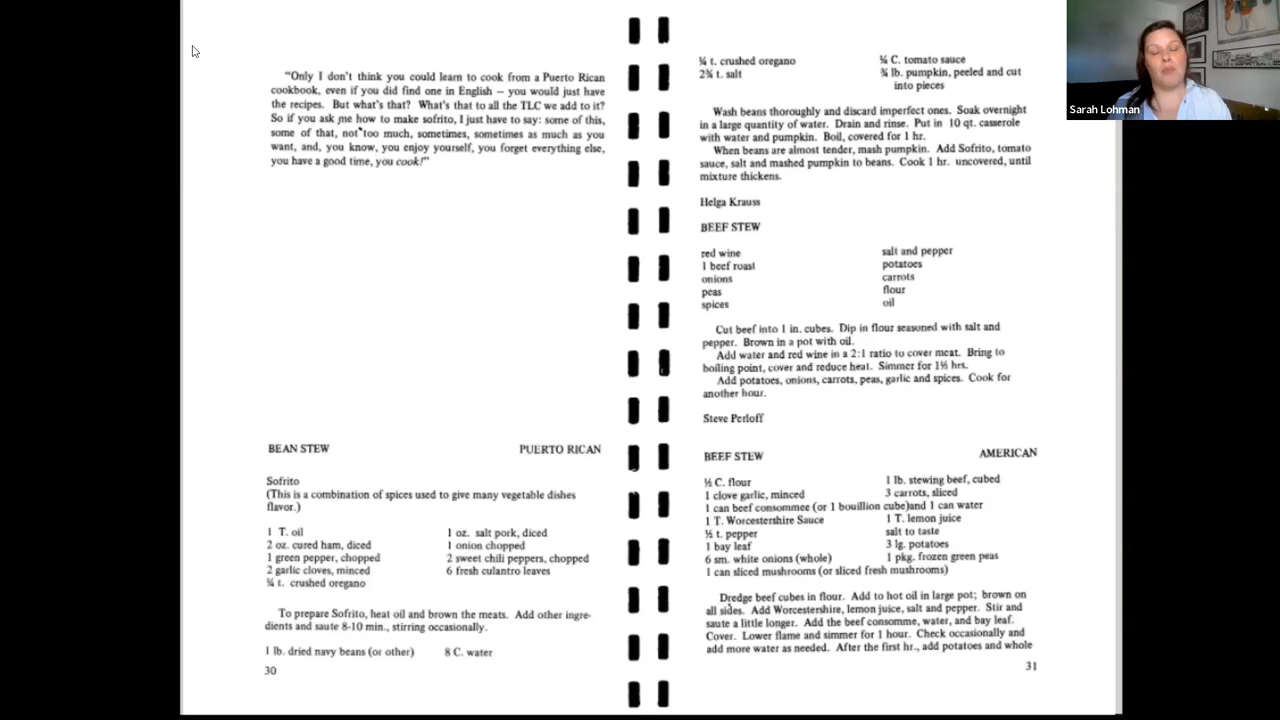 "Only I don't think you could learn to cook from a Puerto Rican
cookbook, even if you did find one in English – you would just have
the recipes. But what's that? What's that to all the TLC we add to it?
So if you ask me how to make sofrito, I just have to say: some of this,
some of that, not too much, sometimes, sometimes as much as you
want, and, you know, you enjoy yourself, you forget everything else,
you have a good time, you cook!"
BEAN STEW PUERTO RICAN
Sofrito
(This is a combination of spices used to give many vegetable dishes
flavor.)
1 T. oil 1 oz. salt pork, diced
2 oz. cured ham, diced 1 onion chopped
1 green pepper, chopped 2 sweet chili peppers, chopped
2 garlic cloves, minced 6 fresh culantro leaves
¼ t. crushed oregano
To prepare Sofrito, heat oil and brown the meats. Add other ingre-
dients and saute 8-10 min., stirring occasionally.
1 lb. dried navy beans (or other) 8 C. water
30
¼ t. crushed oregano ¼ C. tomato sauce
2¾ t. salt ¾ lb. pumpkin, peeled and cut
into pieces
Wash beans thoroughly and discard imperfect ones. Soak overnight
in a large quantity of water. Drain and rinse. Put in 10 qt. casserole
with water and pumpkin. Boil, covered for 1 hr.
When beans are almost tender, mash pumpkin. Add Sofrito, tomato
sauce, salt and mashed pumpkin to beans. Cook 1 hr. uncovered, until
mixture thickens.
Helga Krauss
BEEF STEW
red wine salt and pepper
1 beef roast potatoes
onions carrots
peas flour
spices oil
Cut beef into 1 in. cubes. Dip in flour seasoned with salt and
pepper. Brown in a pot with oil.
Add water and red wine in a 2:1 ratio to cover meat. Bring to
boiling point, cover and reduce heat. Simmer for 1½ hrs.
Add potatoes, onions, carrots, peas, garlic and spices. Cook for
another hour.
Steve Perloff
BEEF STEW AMERICAN
½ C. flour 1 lb. stewing beef, cubed
1 clove garlic, minced 3 carrots, sliced
1 can beef consommee (or 1 bouillion cube)and 1 can water
1 T. Worcestershire Sauce 1 T. lemon juice
½ t. pepper salt to taste
1 bay leaf 3 lg. potatoes
6 sm. white onions (whole) 1 pkg. frozen green peas
1 can sliced mushrooms (or sliced fresh mushrooms)
Dredge beef cubes in flour. Add to hot oil in large pot; brown on
all sides. Add Worcestershire, lemon juice, salt and pepper. Stir and
saute a little longer. Add the beef consomme, water, and bay leaf.
Cover. Lower flame and simmer for 1 hour. Check occasionally and
add more water as needed. After the first hr., add potatoes and whole
31
Sarah Lohman